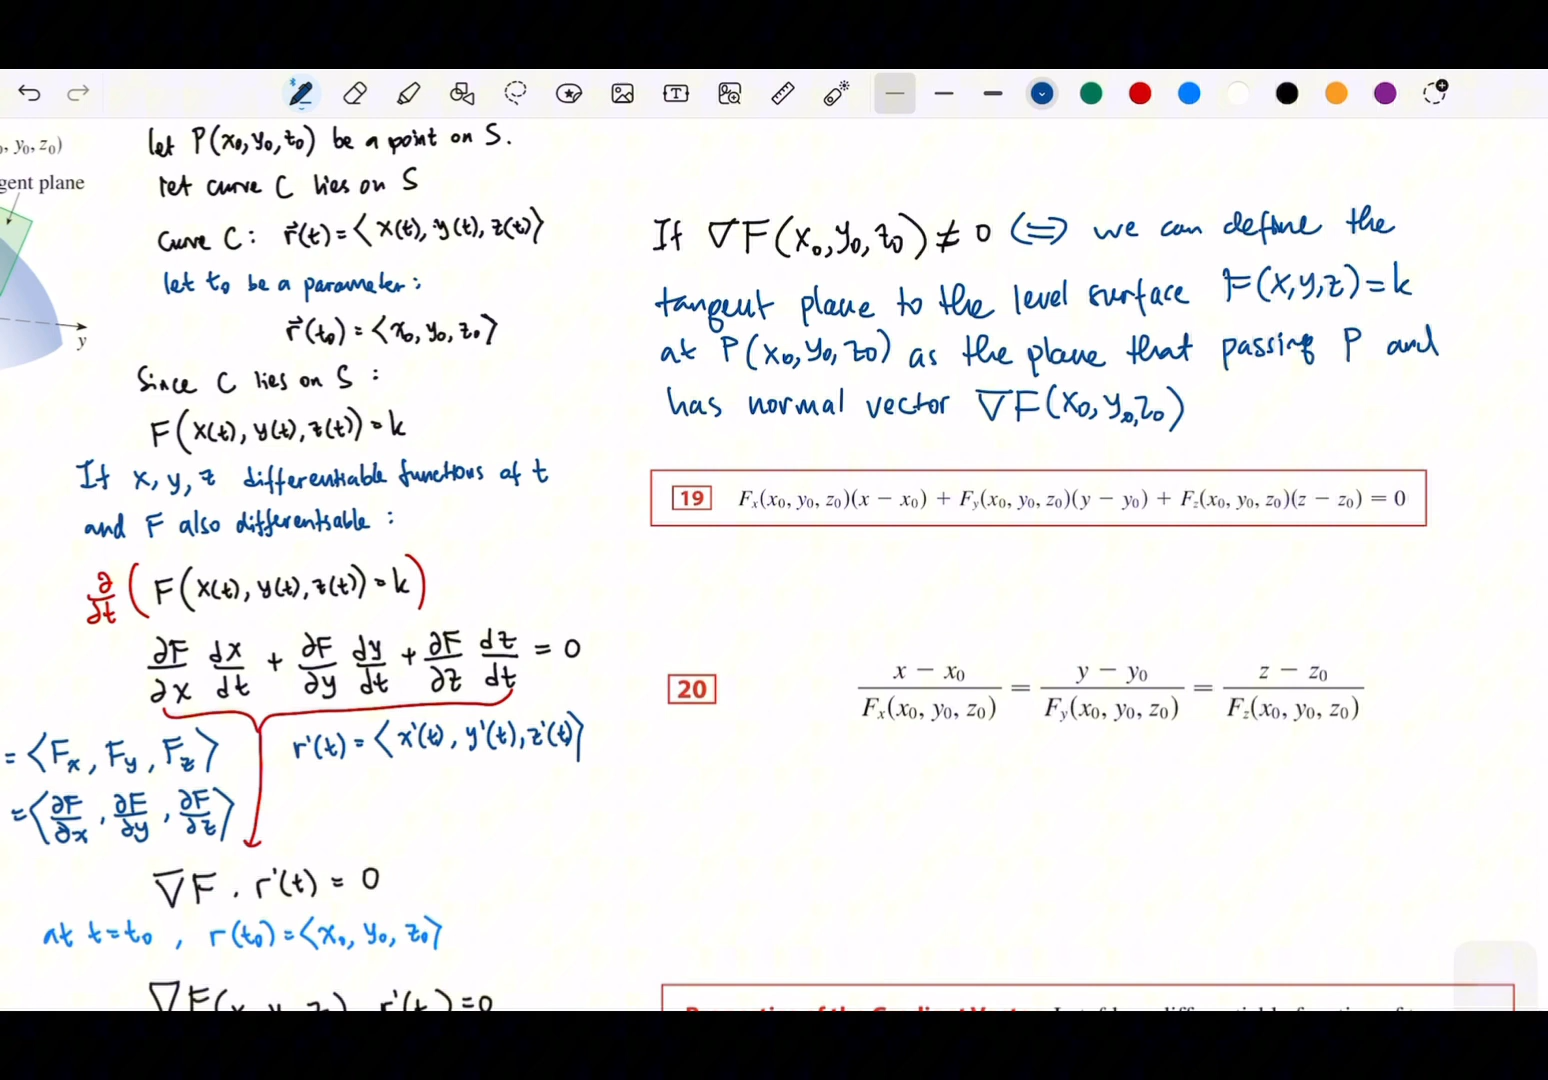 , y₀, z₀)
gent plane
y
let P(x₀, y₀, z₀) be a point on S.
let curve C lies on S
curve C: r⃗(t) = ⟨x(t), y(t), z(t)⟩
let t₀ be a parameter:
r⃗(t₀) = ⟨x₀, y₀, z₀⟩
Since C lies on S :
F(x(t), y(t), z(t)) = k
If x, y, z differentiable functions of t
and F also differentiable :
∂/∂t (F(x(t), y(t), z(t)) = k)
∂F/∂x dx/dt + ∂F/∂y dy/dt + ∂F/∂z dz/dt = 0
= ⟨Fx, Fy, Fz⟩
r'(t) = ⟨x'(t), y'(t), z'(t)⟩
= ⟨∂F/∂x, ∂F/∂y, ∂F/∂z⟩
∇F . r'(t) = 0
at t = t₀ , r(t₀) = ⟨x₀, y₀, z₀⟩
If ∇F(x₀, y₀, z₀) ≠ 0 ⟺ we can define the
tangent plane to the level surface F(x, y, z) = k
at P(x₀, y₀, z₀) as the plane that passing P and
has normal vector ∇F(x₀, y₀, z₀)
19 Fx(x₀, y₀, z₀)(x − x₀) + Fy(x₀, y₀, z₀)(y − y₀) + Fz(x₀, y₀, z₀)(z − z₀) = 0
20 (x − x₀)/Fx(x₀, y₀, z₀) = (y − y₀)/Fy(x₀, y₀, z₀) = (z − z₀)/Fz(x₀, y₀, z₀)